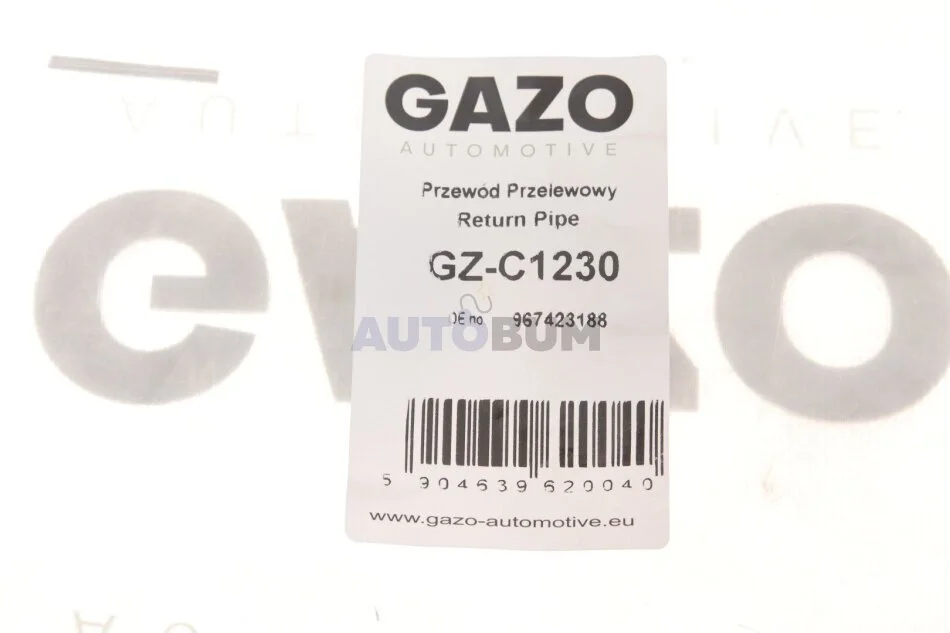 GAZO
AUTOMOTIVE
Przewód Przelewowy
Return Pipe
GZ-C1230
OE no 967423188
AUTOBUM
5 904639 620040
www.gazo-automotive.eu